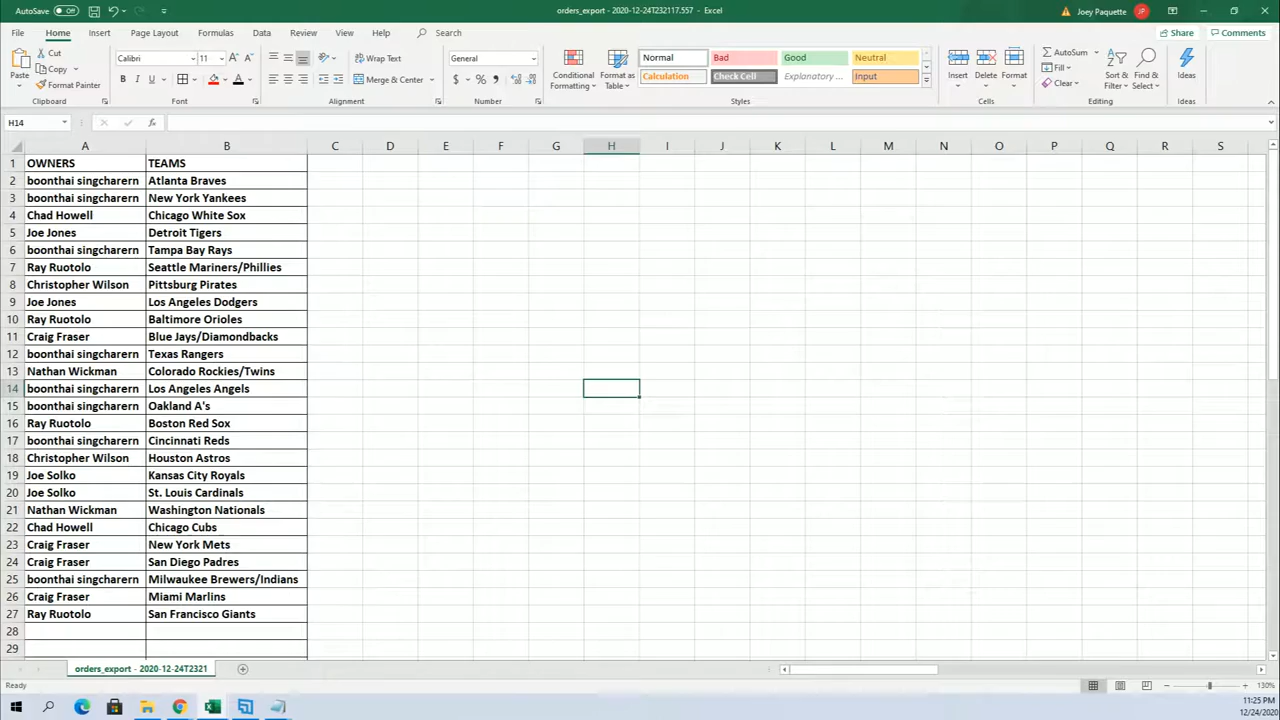 AutoSave Off orders_export - 2020-12-24T232117.557 - Excel Joey Paquette JP
File Home Insert Page Layout Formulas Data Review View Help Search Share Comments
Paste Cut Copy Format Painter Clipboard
Calibri 11 A A B I U A Font
Wrap Text Merge & Center Alignment
General $ % Number
Conditional Formatting Format as Table
Normal Bad Good Neutral
Calculation Check Cell Explanatory ... Input
Styles
Insert Delete Format Cells
AutoSum Fill Clear Sort & Filter Find & Select Editing
Ideas Ideas
H14 fx
A B C D E F G H I J K L M N O P Q R S
1 OWNERS TEAMS
2 boonthai singcharern Atlanta Braves
3 boonthai singcharern New York Yankees
4 Chad Howell Chicago White Sox
5 Joe Jones Detroit Tigers
6 boonthai singcharern Tampa Bay Rays
7 Ray Ruotolo Seattle Mariners/Phillies
8 Christopher Wilson Pittsburg Pirates
9 Joe Jones Los Angeles Dodgers
10 Ray Ruotolo Baltimore Orioles
11 Craig Fraser Blue Jays/Diamondbacks
12 boonthai singcharern Texas Rangers
13 Nathan Wickman Colorado Rockies/Twins
14 boonthai singcharern Los Angeles Angels
15 boonthai singcharern Oakland A's
16 Ray Ruotolo Boston Red Sox
17 boonthai singcharern Cincinnati Reds
18 Christopher Wilson Houston Astros
19 Joe Solko Kansas City Royals
20 Joe Solko St. Louis Cardinals
21 Nathan Wickman Washington Nationals
22 Chad Howell Chicago Cubs
23 Craig Fraser New York Mets
24 Craig Fraser San Diego Padres
25 boonthai singcharern Milwaukee Brewers/Indians
26 Craig Fraser Miami Marlins
27 Ray Ruotolo San Francisco Giants
28
29
orders_export - 2020-12-24T2321
Ready 130%
11:25 PM
12/24/2020